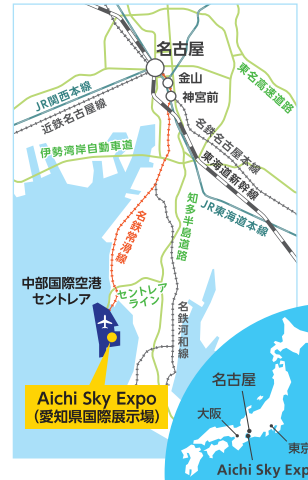 名古屋
金山
神宮前
東名高速道路
JR関西本線
近鉄名古屋線
名鉄名古屋本線
伊勢湾岸自動車道
東海道新幹線
JR東海道本線
名鉄常滑線
知多半島道路
中部国際空港
セントレア
セントレア
ライン
名鉄河和線
Aichi Sky Expo
(愛知県国際展示場)
名古屋
大阪
東京
Aichi Sky Exp